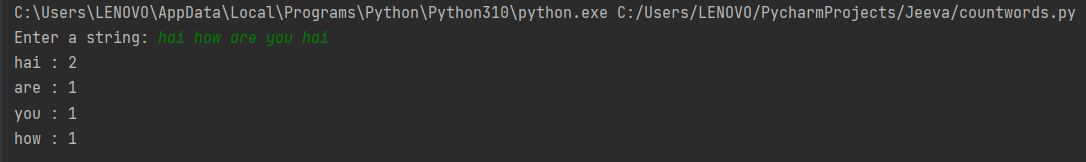 C:\Users\LENOVO\AppData\Local\Programs\Python\Python310\python.exe C:/Users/LENOVO/PycharmProjects/Jeeva/countwords.py
Enter a string: hai how are you hai
hai : 2
are : 1
you : 1
how : 1